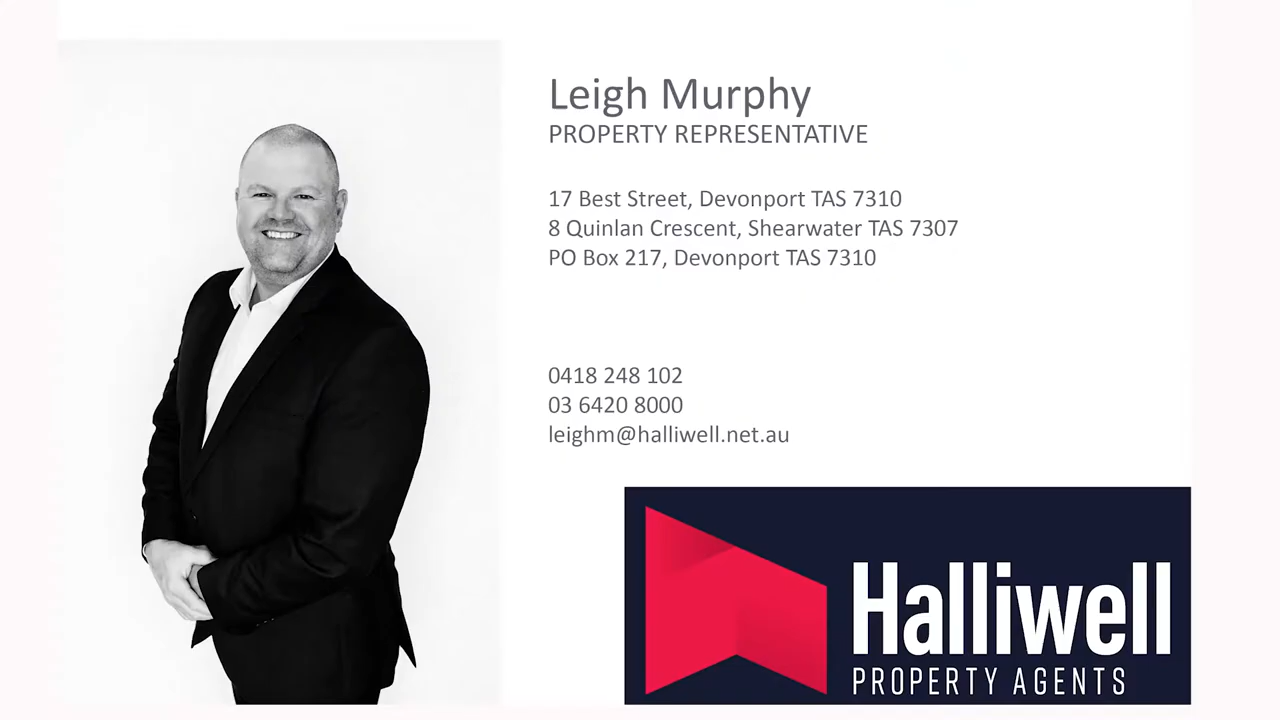 Leigh Murphy
PROPERTY REPRESENTATIVE
17 Best Street, Devonport TAS 7310
8 Quinlan Crescent, Shearwater TAS 7307
PO Box 217, Devonport TAS 7310
0418 248 102
03 6420 8000
leighm@halliwell.net.au
Halliwell
PROPERTY AGENTS